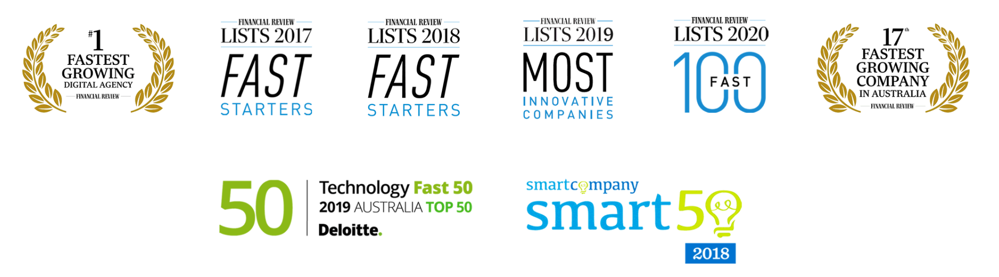 #1
FASTEST
GROWING
DIGITAL AGENCY
FINANCIAL REVIEW
FINANCIAL REVIEW
LISTS 2017
FAST
STARTERS
FINANCIAL REVIEW
LISTS 2018
FAST
STARTERS
FINANCIAL REVIEW
LISTS 2019
MOST
INNOVATIVE
COMPANIES
FINANCIAL REVIEW
LISTS 2020
100
FAST
17th
FASTEST
GROWING
COMPANY
IN AUSTRALIA
FINANCIAL REVIEW
50
Technology Fast 50
2019 AUSTRALIA TOP 50
Deloitte.
smartcompany
smart50
2018